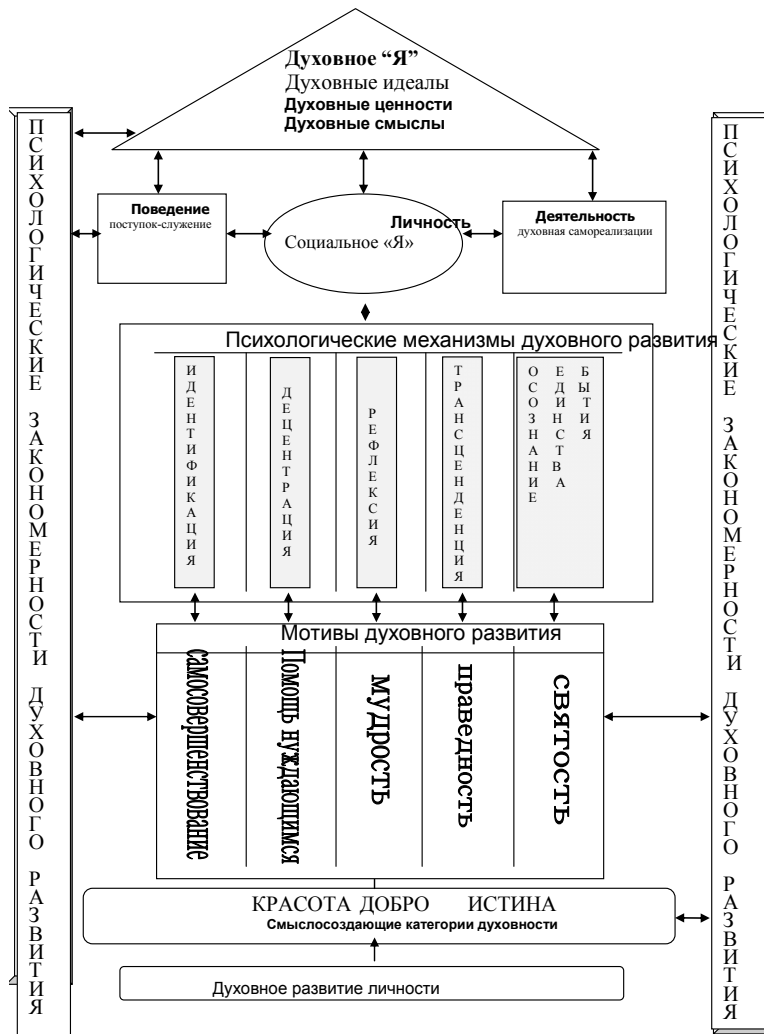 Духовное “Я”
Духовные идеалы
Духовные ценности
Духовные смыслы
ПСИХОЛОГИЧЕСКИЕ ЗАКОНОМЕРНОСТИ ДУХОВНОГО РАЗВИТИЯ
Поведение
поступок-служение
Личность
Социальное «Я»
Деятельность
духовная самореализации
ПСИХОЛОГИЧЕСКИЕ ЗАКОНОМЕРНОСТИ ДУХОВНОГО РАЗВИТИЯ
Психологические механизмы духовного развития
ИДЕНТИФИКАЦИЯ
ДЕЦЕНТРАЦИЯ
РЕФЛЕКСИЯ
ТРАНСЦЕНДЕНЦИЯ
ОСОЗНАНИЕ
ЕДИНСТВА
БЫТИЯ
Мотивы духовного развития
самосовершенствование
Помощь нуждающимся
мудрость
праведность
святость
КРАСОТА ДОБРО ИСТИНА
Смыслосоздающие категории духовности
Духовное развитие личности